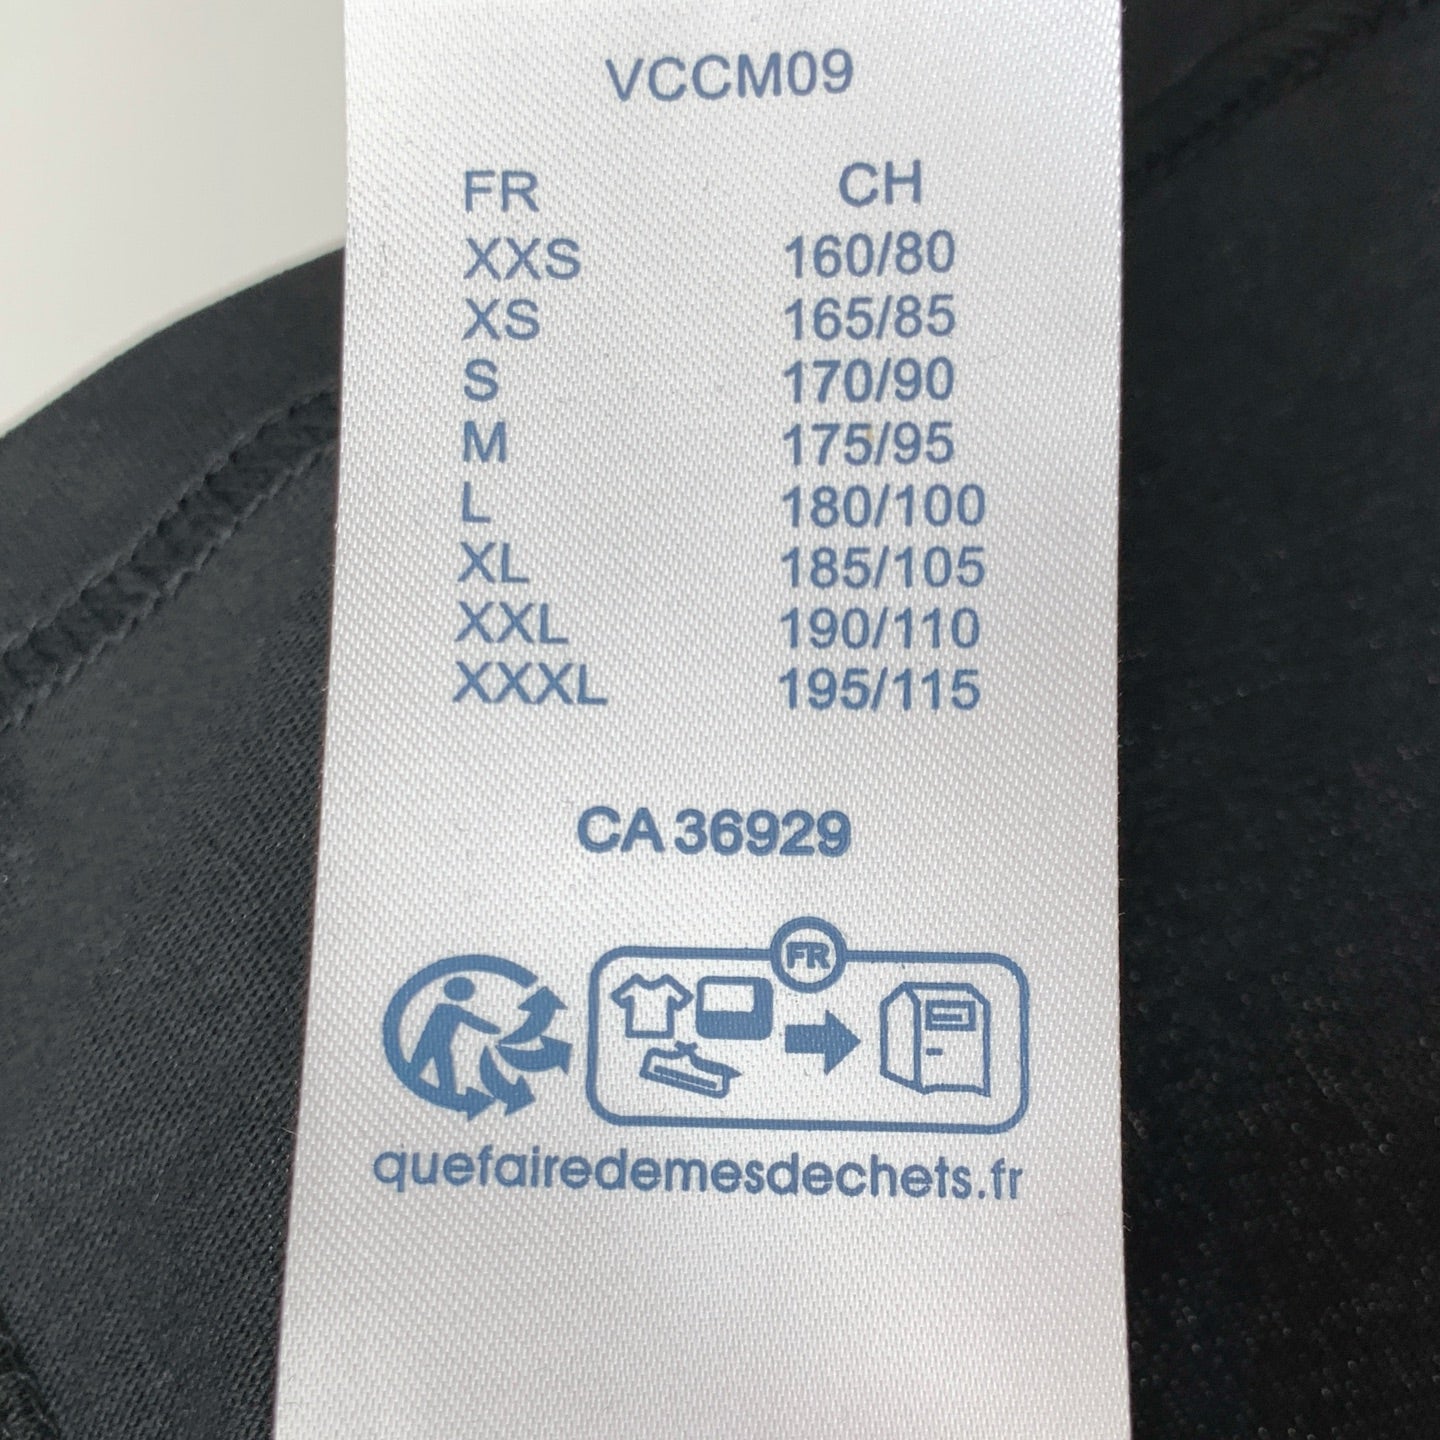 VCCM09
FR CH
XXS 160/80
XS 165/85
S 170/90
M 175/95
L 180/100
XL 185/105
XXL 190/110
XXXL 195/115
CA 36929
FR
quefairedemesdechets.fr